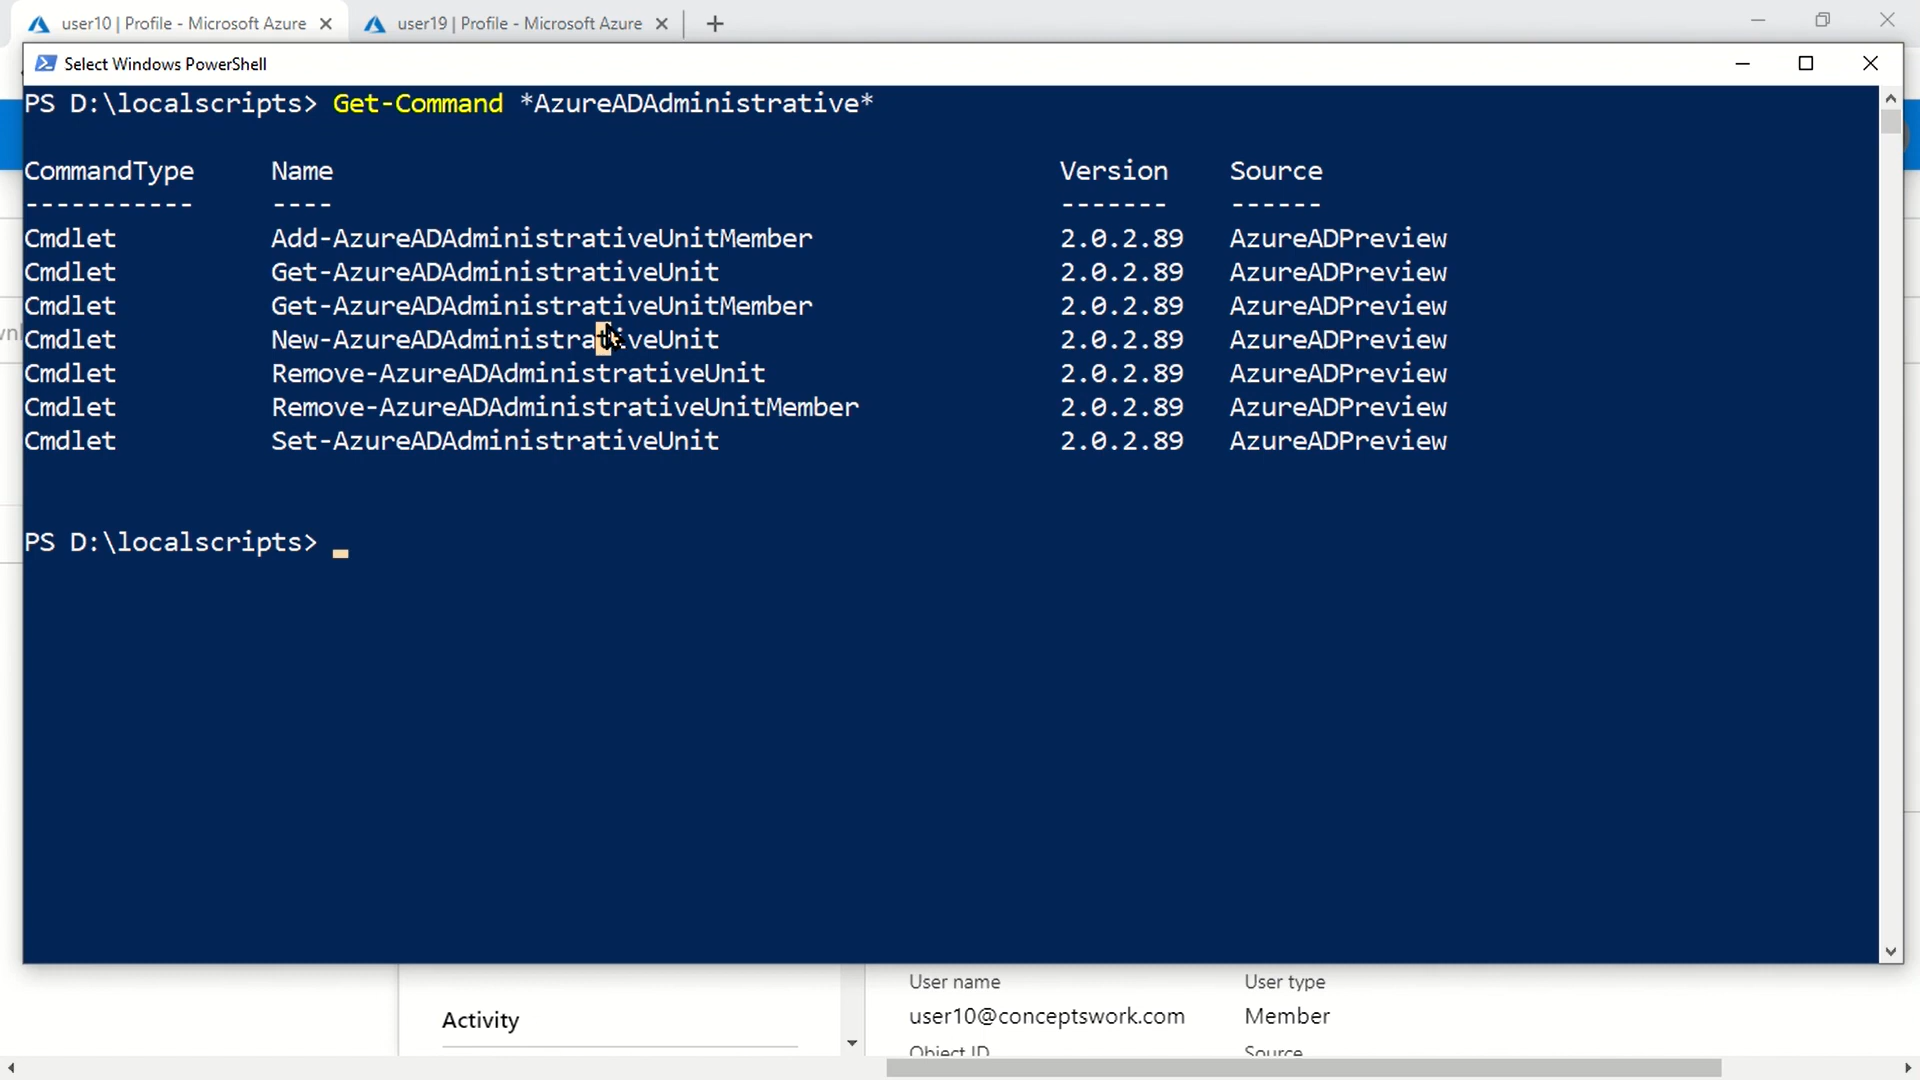 user10 | Profile - Microsoft Azure
user19 | Profile - Microsoft Azure
Select Windows PowerShell
PS D:\localscripts> Get-Command *AzureADAdministrative*
CommandType Name Version Source
----------- ---- ------- ------
Cmdlet Add-AzureADAdministrativeUnitMember 2.0.2.89 AzureADPreview
Cmdlet Get-AzureADAdministrativeUnit 2.0.2.89 AzureADPreview
Cmdlet Get-AzureADAdministrativeUnitMember 2.0.2.89 AzureADPreview
Cmdlet New-AzureADAdministrativeUnit 2.0.2.89 AzureADPreview
Cmdlet Remove-AzureADAdministrativeUnit 2.0.2.89 AzureADPreview
Cmdlet Remove-AzureADAdministrativeUnitMember 2.0.2.89 AzureADPreview
Cmdlet Set-AzureADAdministrativeUnit 2.0.2.89 AzureADPreview
PS D:\localscripts>
User name User type
Activity
user10@conceptswork.com Member
Object ID Source